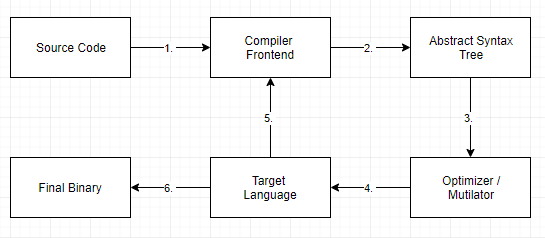 Source Code
1.
Compiler
Frontend
2.
Abstract Syntax
Tree
3.
5.
Final Binary
6.
Target
Language
4.
Optimizer /
Mutilator